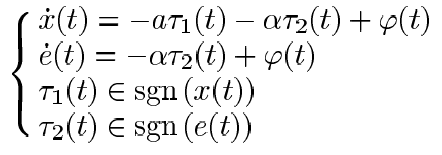 ẋ(t) = −aτ₁(t) − ατ₂(t) + φ(t)
ė(t) = −ατ₂(t) + φ(t)
τ₁(t) ∈ sgn (x(t))
τ₂(t) ∈ sgn (e(t))